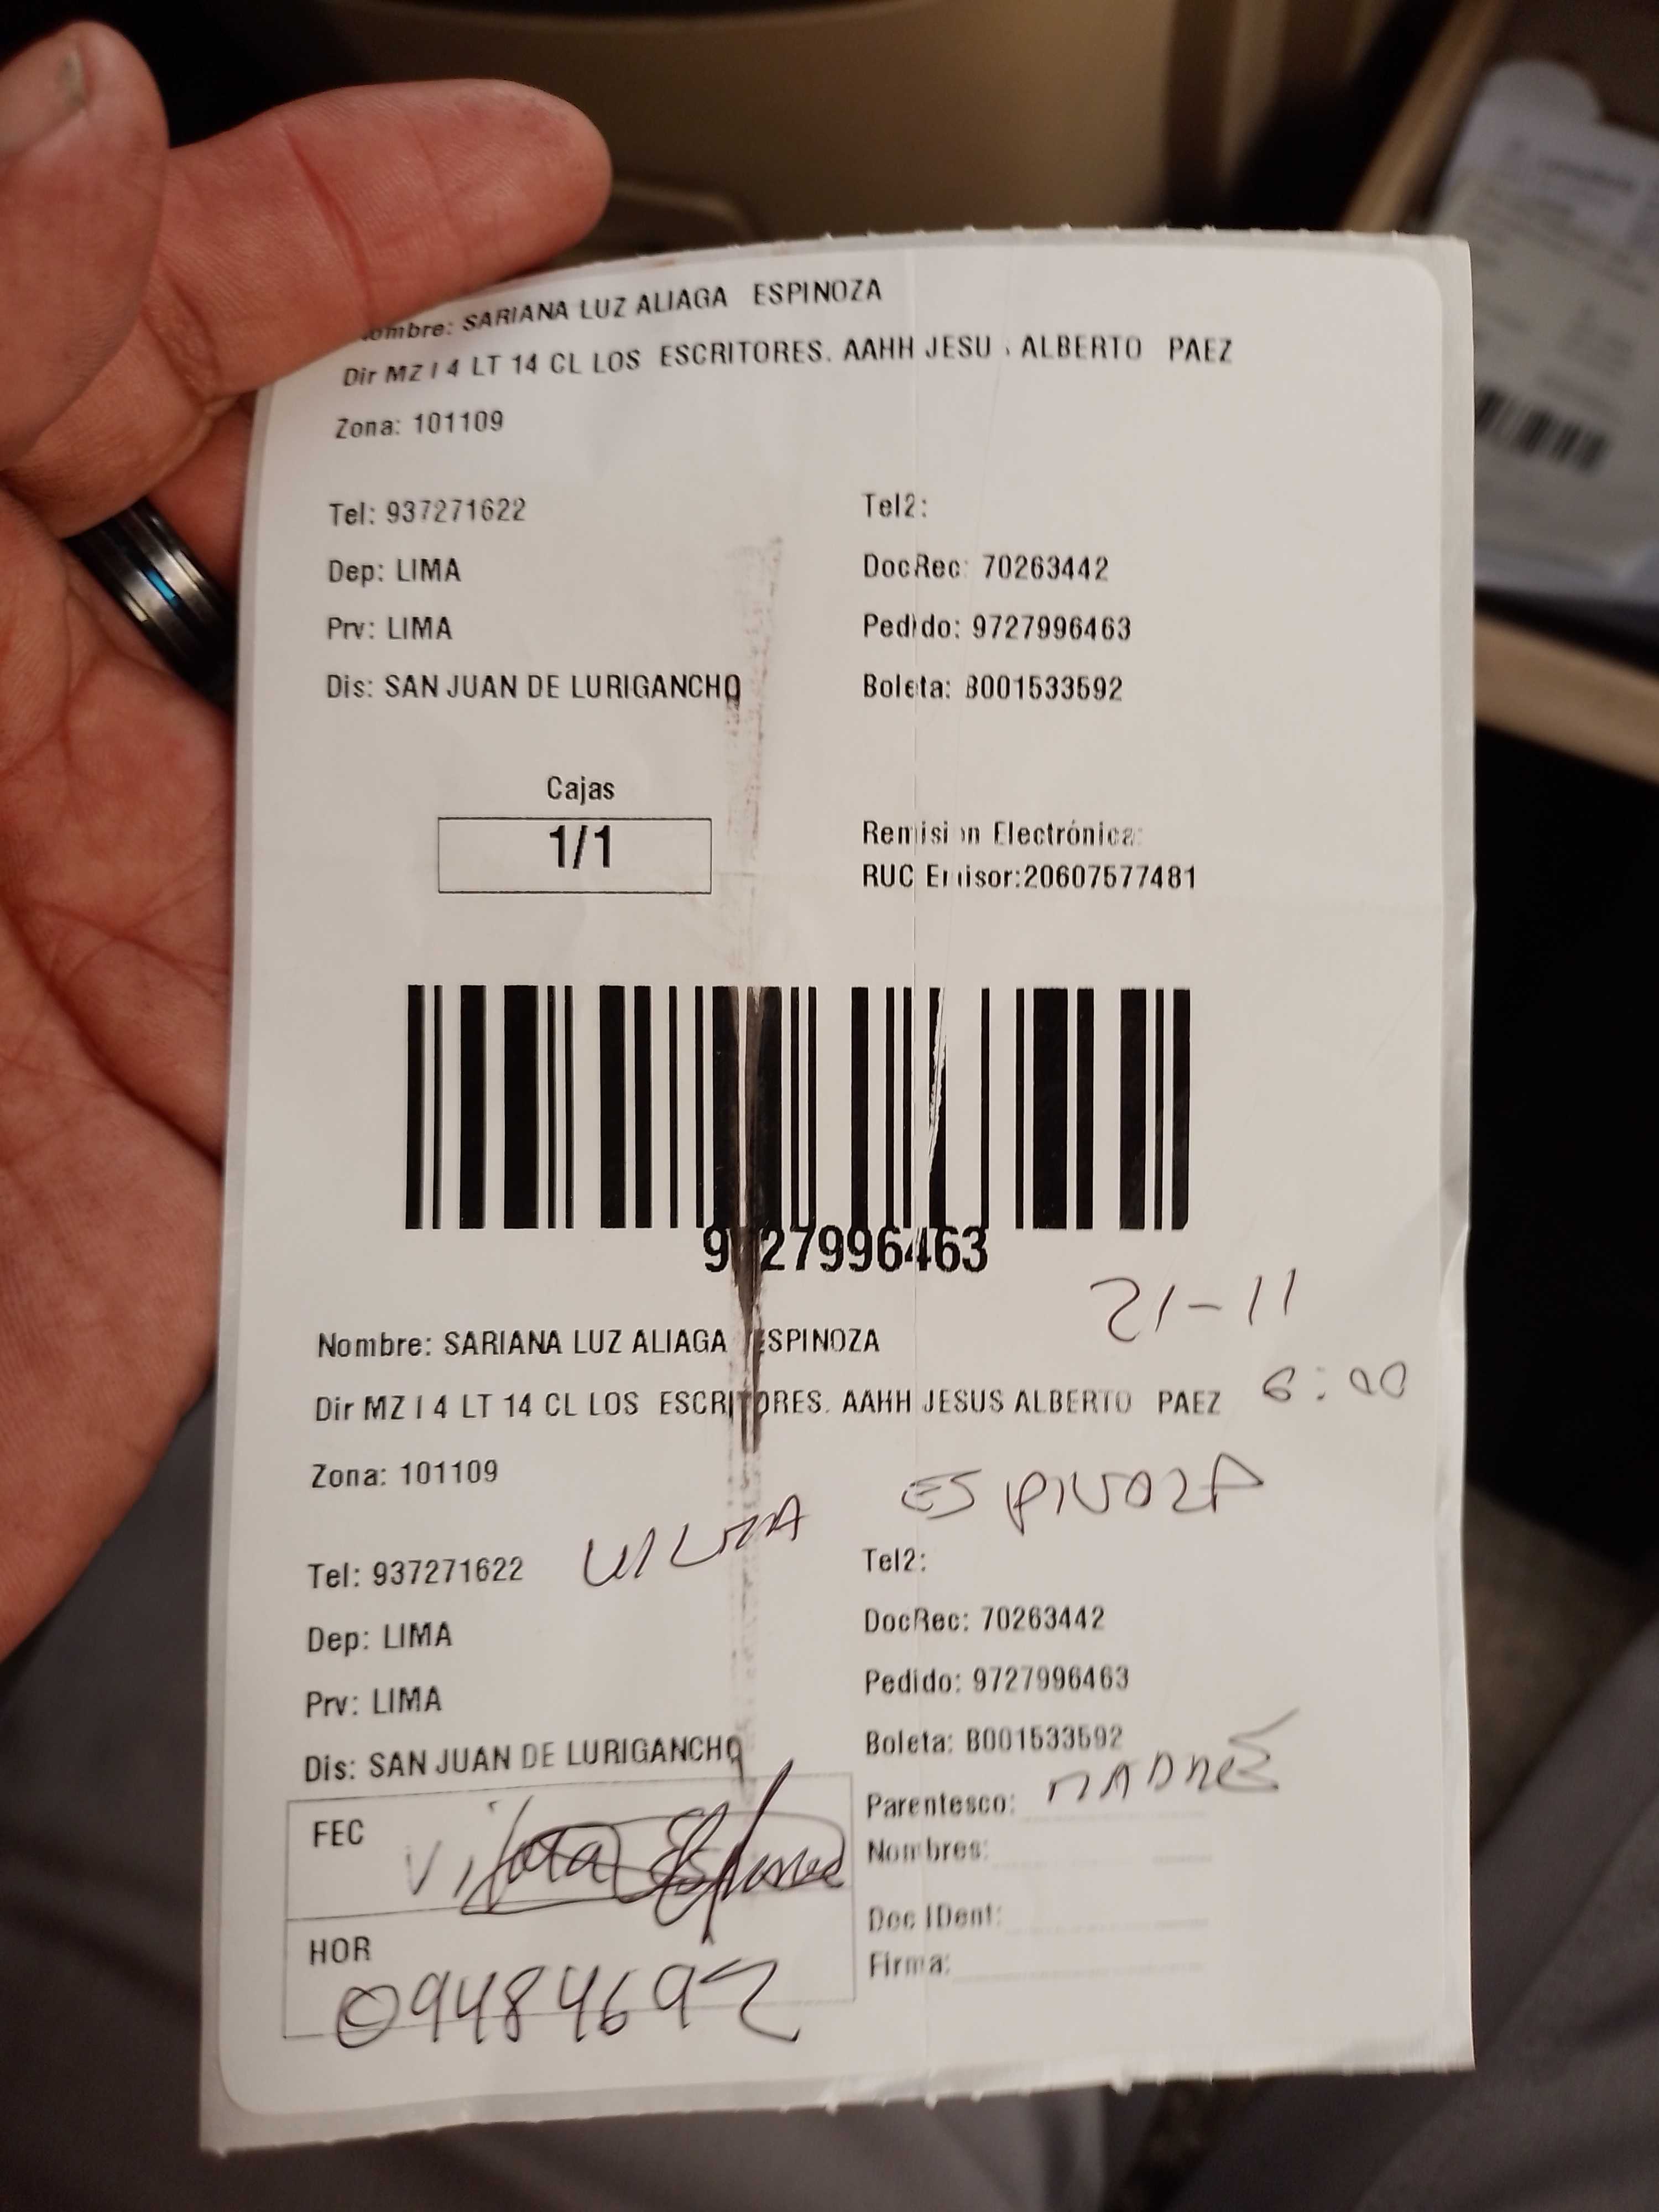 ombre: SARIANA LUZ ALIAGA ESPINOZA
Dir MZ I 4 LT 14 CL LOS ESCRITORES. AAHH JESU ALBERTO PAEZ
Zona: 101109
Tel: 937271622 Tel2:
Dep: LIMA DocRec: 70263442
Prv: LIMA Pedido: 9727996463
Dis: SAN JUAN DE LURIGANCHO Boleta: B001533592
Cajas
1/1
Remision Electrónica:
RUC Emisor:20607577481
9727996463
21-11
Nombre: SARIANA LUZ ALIAGA ESPINOZA
6:00
Dir MZ I 4 LT 14 CL LOS ESCRITORES. AAHH JESUS ALBERTO PAEZ
Zona: 101109
ESPINOZA
Tel: 937271622 Tel2:
Dep: LIMA DocRec: 70263442
Prv: LIMA Pedido: 9727996463
Dis: SAN JUAN DE LURIGANCHO Boleta: B001533592
Parentesco: MADRE
FEC Nombres:
Doc IDent:
HOR Firma:
09484692